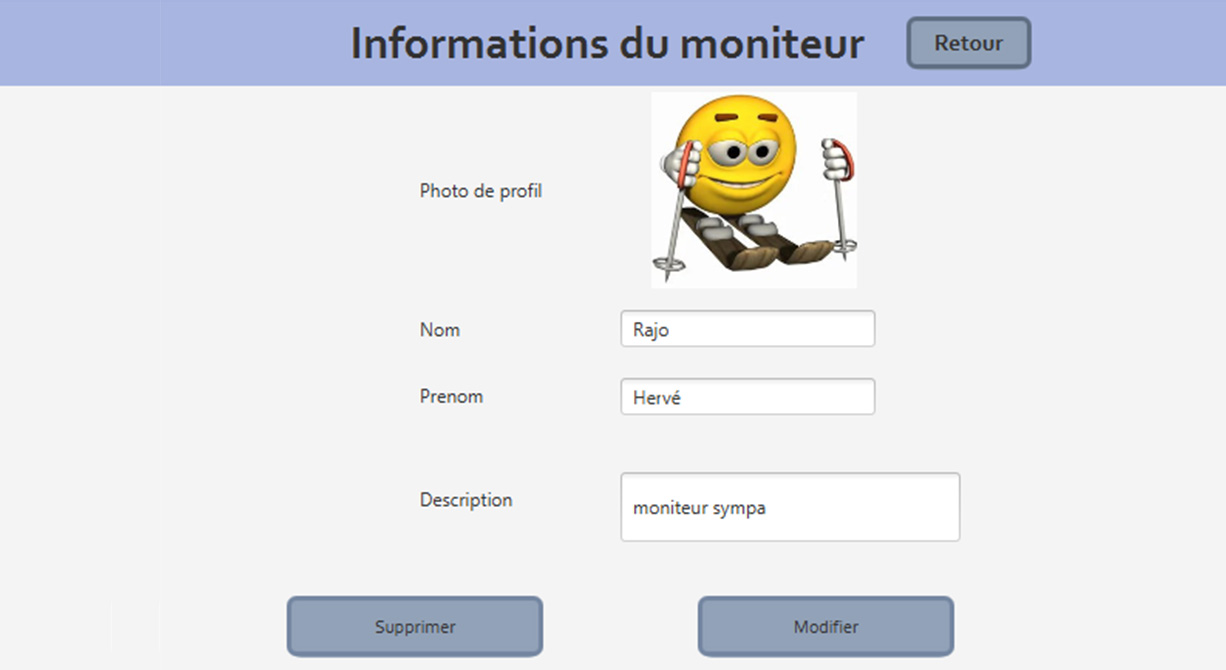 Informations du moniteur
Retour
Photo de profil
Nom
Rajo
Prenom
Hervé
Description
moniteur sympa
Supprimer
Modifier